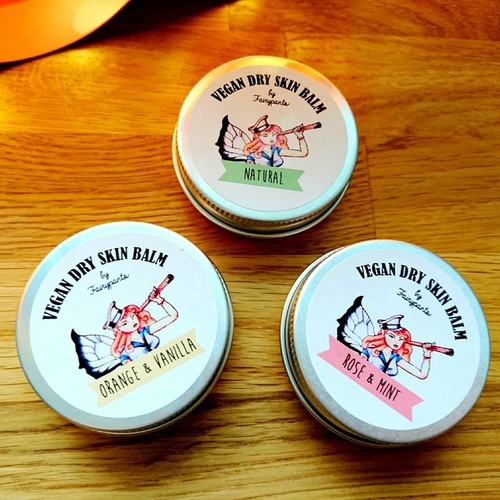 VEGAN DRY SKIN BALM
by
Fairypants
NATURAL
VEGAN DRY SKIN BALM
by
Fairypants
ORANGE & VANILLA
VEGAN DRY SKIN BALM
by
Fairypants
ROSE & MINT